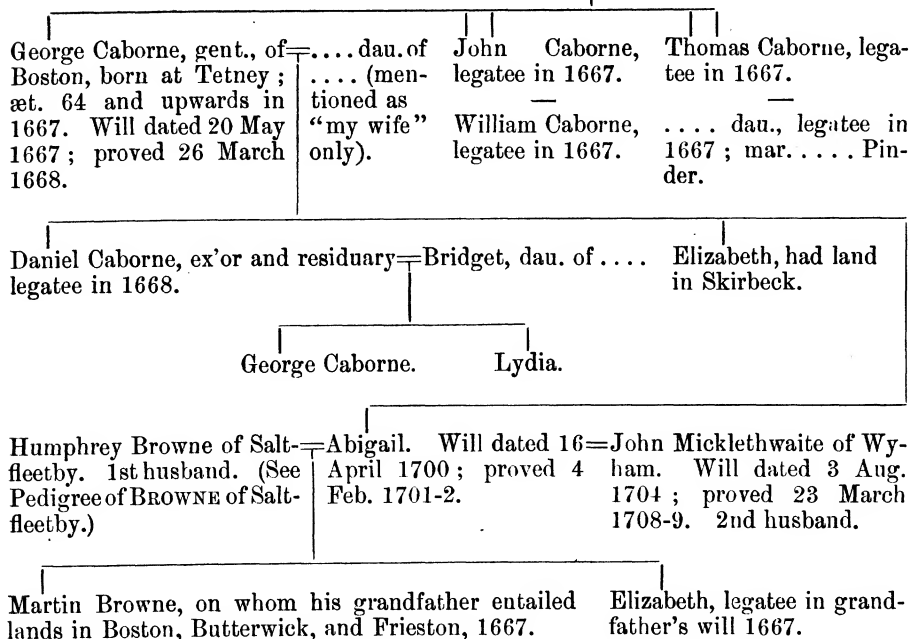 George Caborne, gent., of
Boston, born at Tetney ;
æt. 64 and upwards in
1667. Will dated 20 May
1667 ; proved 26 March
1668.
.... dau. of
.... (men-
tioned as
“my wife”
only).
John Caborne,
legatee in 1667.
—
William Caborne,
legatee in 1667.
Thomas Caborne, lega-
tee in 1667.
—
.... dau., legatee in
1667 ; mar..... Pin-
der.
Daniel Caborne, ex'or and residuary
legatee in 1668.
Bridget, dau. of ....
Elizabeth, had land
in Skirbeck.
George Caborne.
Lydia.
Humphrey Browne of Salt-
fleetby. 1st husband. (See
Pedigree of BROWNE of Salt-
fleetby.)
Abigail. Will dated 16
April 1700 ; proved 4
Feb. 1701-2.
John Micklethwaite of Wy-
ham. Will dated 3 Aug.
1704 ; proved 23 March
1708-9. 2nd husband.
Martin Browne, on whom his grandfather entailed
lands in Boston, Butterwick, and Frieston, 1667.
Elizabeth, legatee in grand-
father's will 1667.